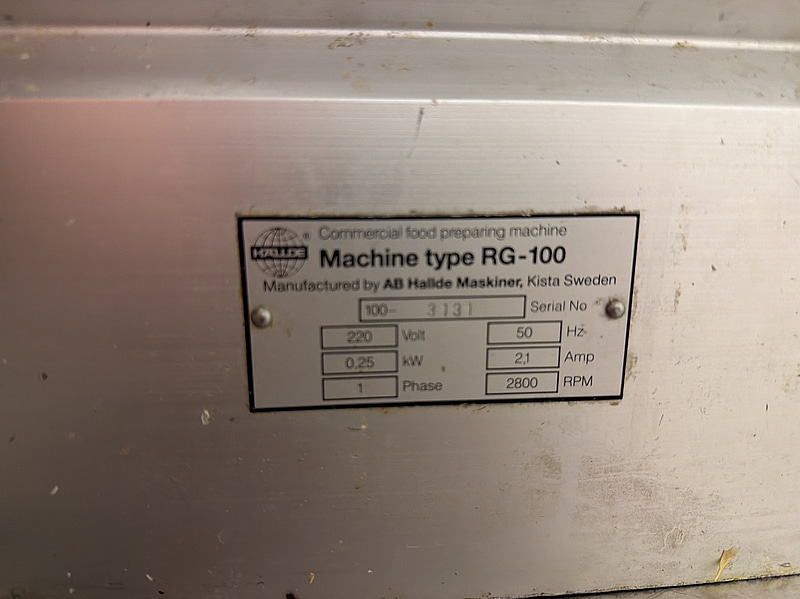 HALLDE ® Commercial food preparing machine
Machine type RG-100
Manufactured by AB Hallde Maskiner, Kista Sweden
100- 3131 Serial No
220 Volt 50 Hz
0,25 kW 2,1 Amp
1 Phase 2800 RPM